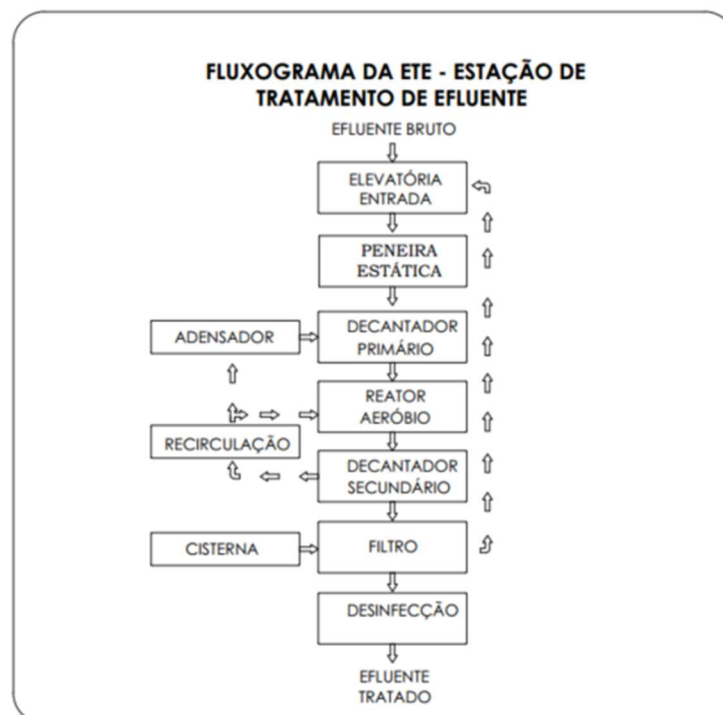 FLUXOGRAMA DA ETE - ESTAÇÃO DE
TRATAMENTO DE EFLUENTE
EFLUENTE BRUTO
ELEVATÓRIA
ENTRADA
PENEIRA
ESTÁTICA
ADENSADOR
DECANTADOR
PRIMÁRIO
REATOR
AERÓBIO
RECIRCULAÇÃO
DECANTADOR
SECUNDÁRIO
CISTERNA
FILTRO
DESINFECÇÃO
EFLUENTE
TRATADO